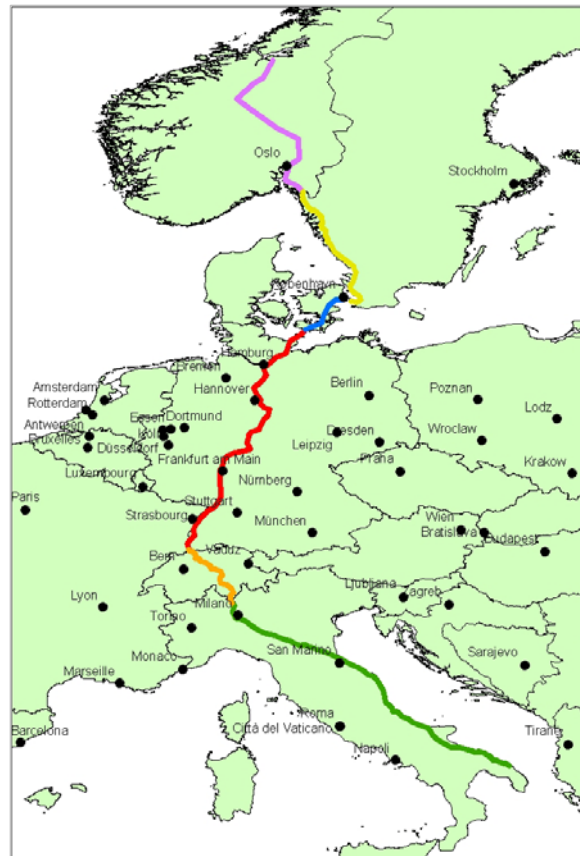 Oslo
Stockholm
København
Hamburg
Bremen
Hannover
Berlin
Poznan
Amsterdam
Rotterdam
Lodz
Essen
Dortmund
Antwerpen
Bruxelles
Köln
Düsseldorf
Dresden
Leipzig
Wroclaw
Frankfurt am Main
Praha
Krakow
Luxembourg
Nürnberg
Paris
Stuttgart
Strasbourg
München
Wien
Bratislava
Budapest
Bern
Vaduz
Ljubljana
Zagreb
Lyon
Milano
Torino
San Marino
Sarajevo
Monaco
Marseille
Roma
Città del Vaticano
Barcelona
Tirane
Napoli